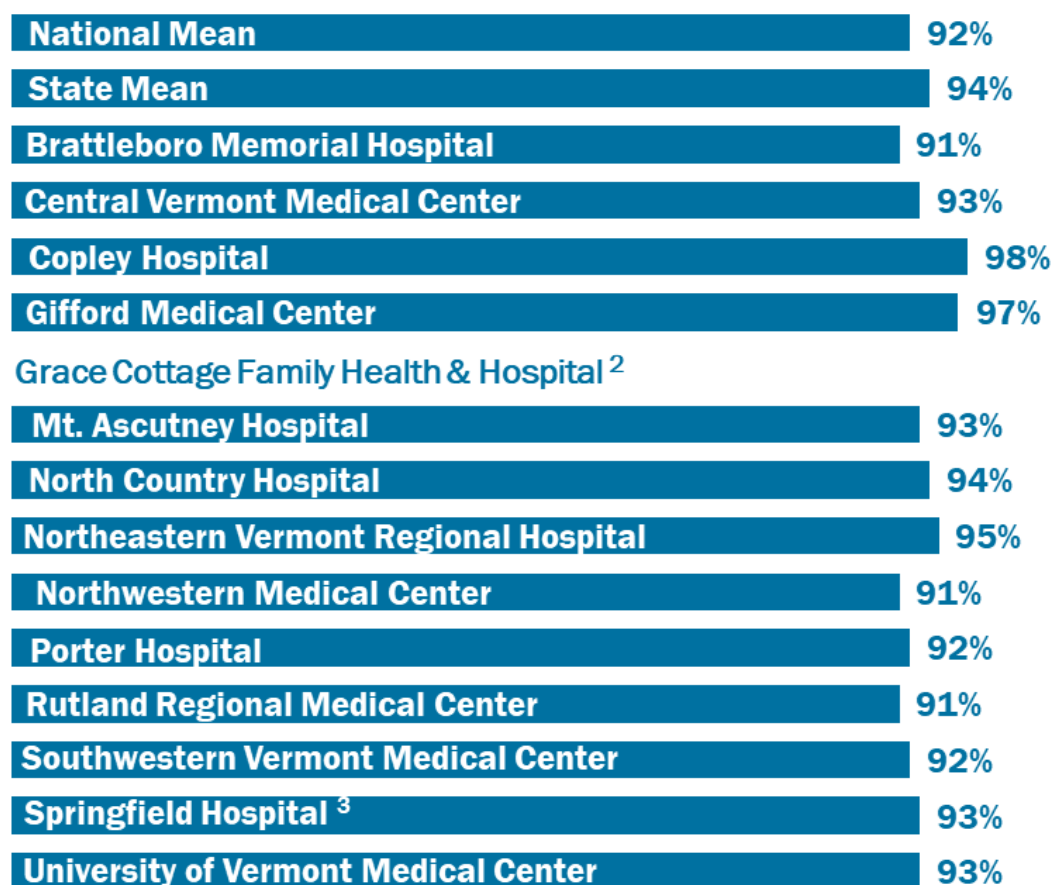 National Mean 92%
State Mean 94%
Brattleboro Memorial Hospital 91%
Central Vermont Medical Center 93%
Copley Hospital 98%
Gifford Medical Center 97%
Grace Cottage Family Health & Hospital ²
Mt. Ascutney Hospital 93%
North Country Hospital 94%
Northeastern Vermont Regional Hospital 95%
Northwestern Medical Center 91%
Porter Hospital 92%
Rutland Regional Medical Center 91%
Southwestern Vermont Medical Center 92%
Springfield Hospital ³ 93%
University of Vermont Medical Center 93%